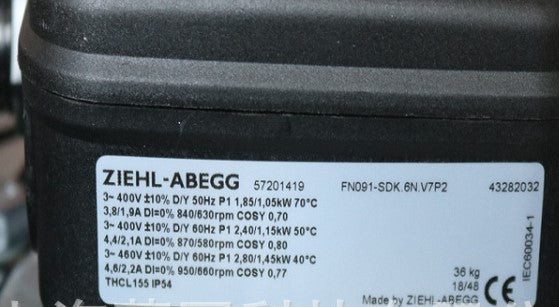 ZIEHL-ABEGG 57201419 FN091-SDK.6N.V7P2 43282032
3~ 400V ±10% D/Y 50Hz P1 1,85/1,05kW 70°C
3,8/1,9A DI=0% 840/630rpm COSY 0,70
3~ 400V ±10% D/Y 60Hz P1 2,40/1,15kW 50°C
4,4/2,1A DI=0% 870/580rpm COSY 0,80
3~ 460V ±10% D/Y 60Hz P1 2,80/1,45kW 40°C
4,6/2,2A DI=0% 950/660rpm COSY 0,77
THCL155 IP54
36 kg
18/48
Made by ZIEHL-ABEGG
CE
IEC60034-1